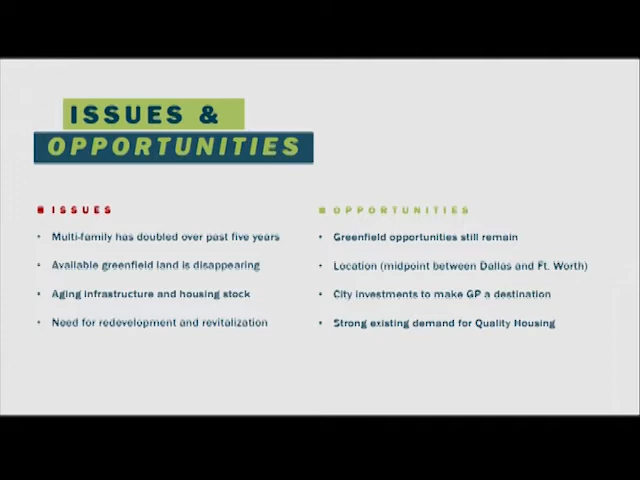 ISSUES &
OPPORTUNITIES
ISSUES
• Multi-family has doubled over past five years
• Available greenfield land is disappearing
• Aging infrastructure and housing stock
• Need for redevelopment and revitalization
OPPORTUNITIES
• Greenfield opportunities still remain
• Location (midpoint between Dallas and Ft. Worth)
• City investments to make GP a destination
• Strong existing demand for Quality Housing